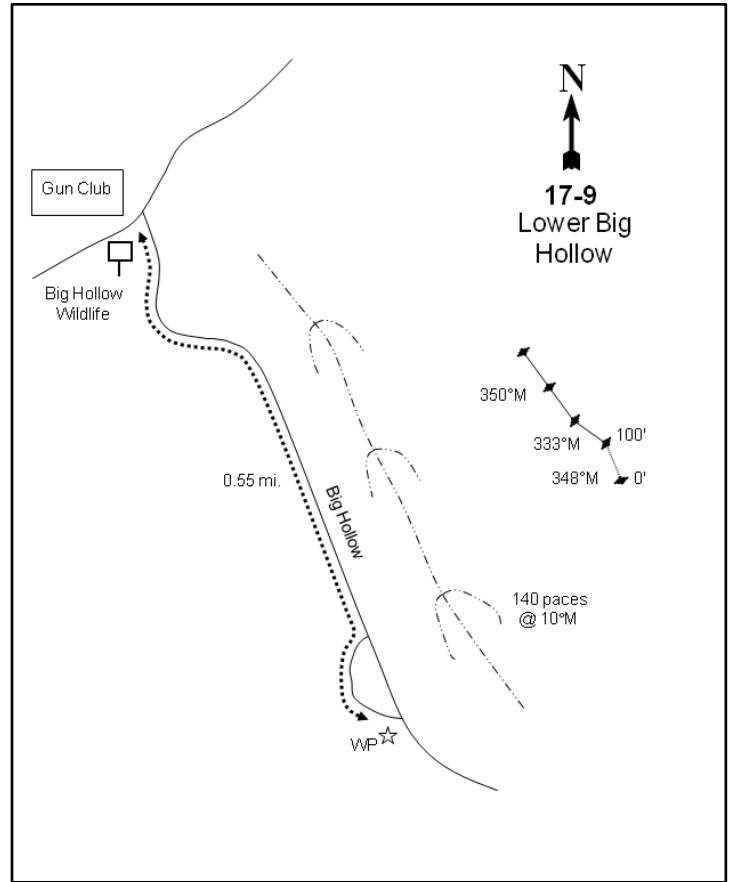 N
17-9
Lower Big
Hollow
Gun Club
Big Hollow
Wildlife
350°M
333°M
100'
348°M
0'
0.55 mi.
Big Hollow
140 paces
@ 10°M
WP